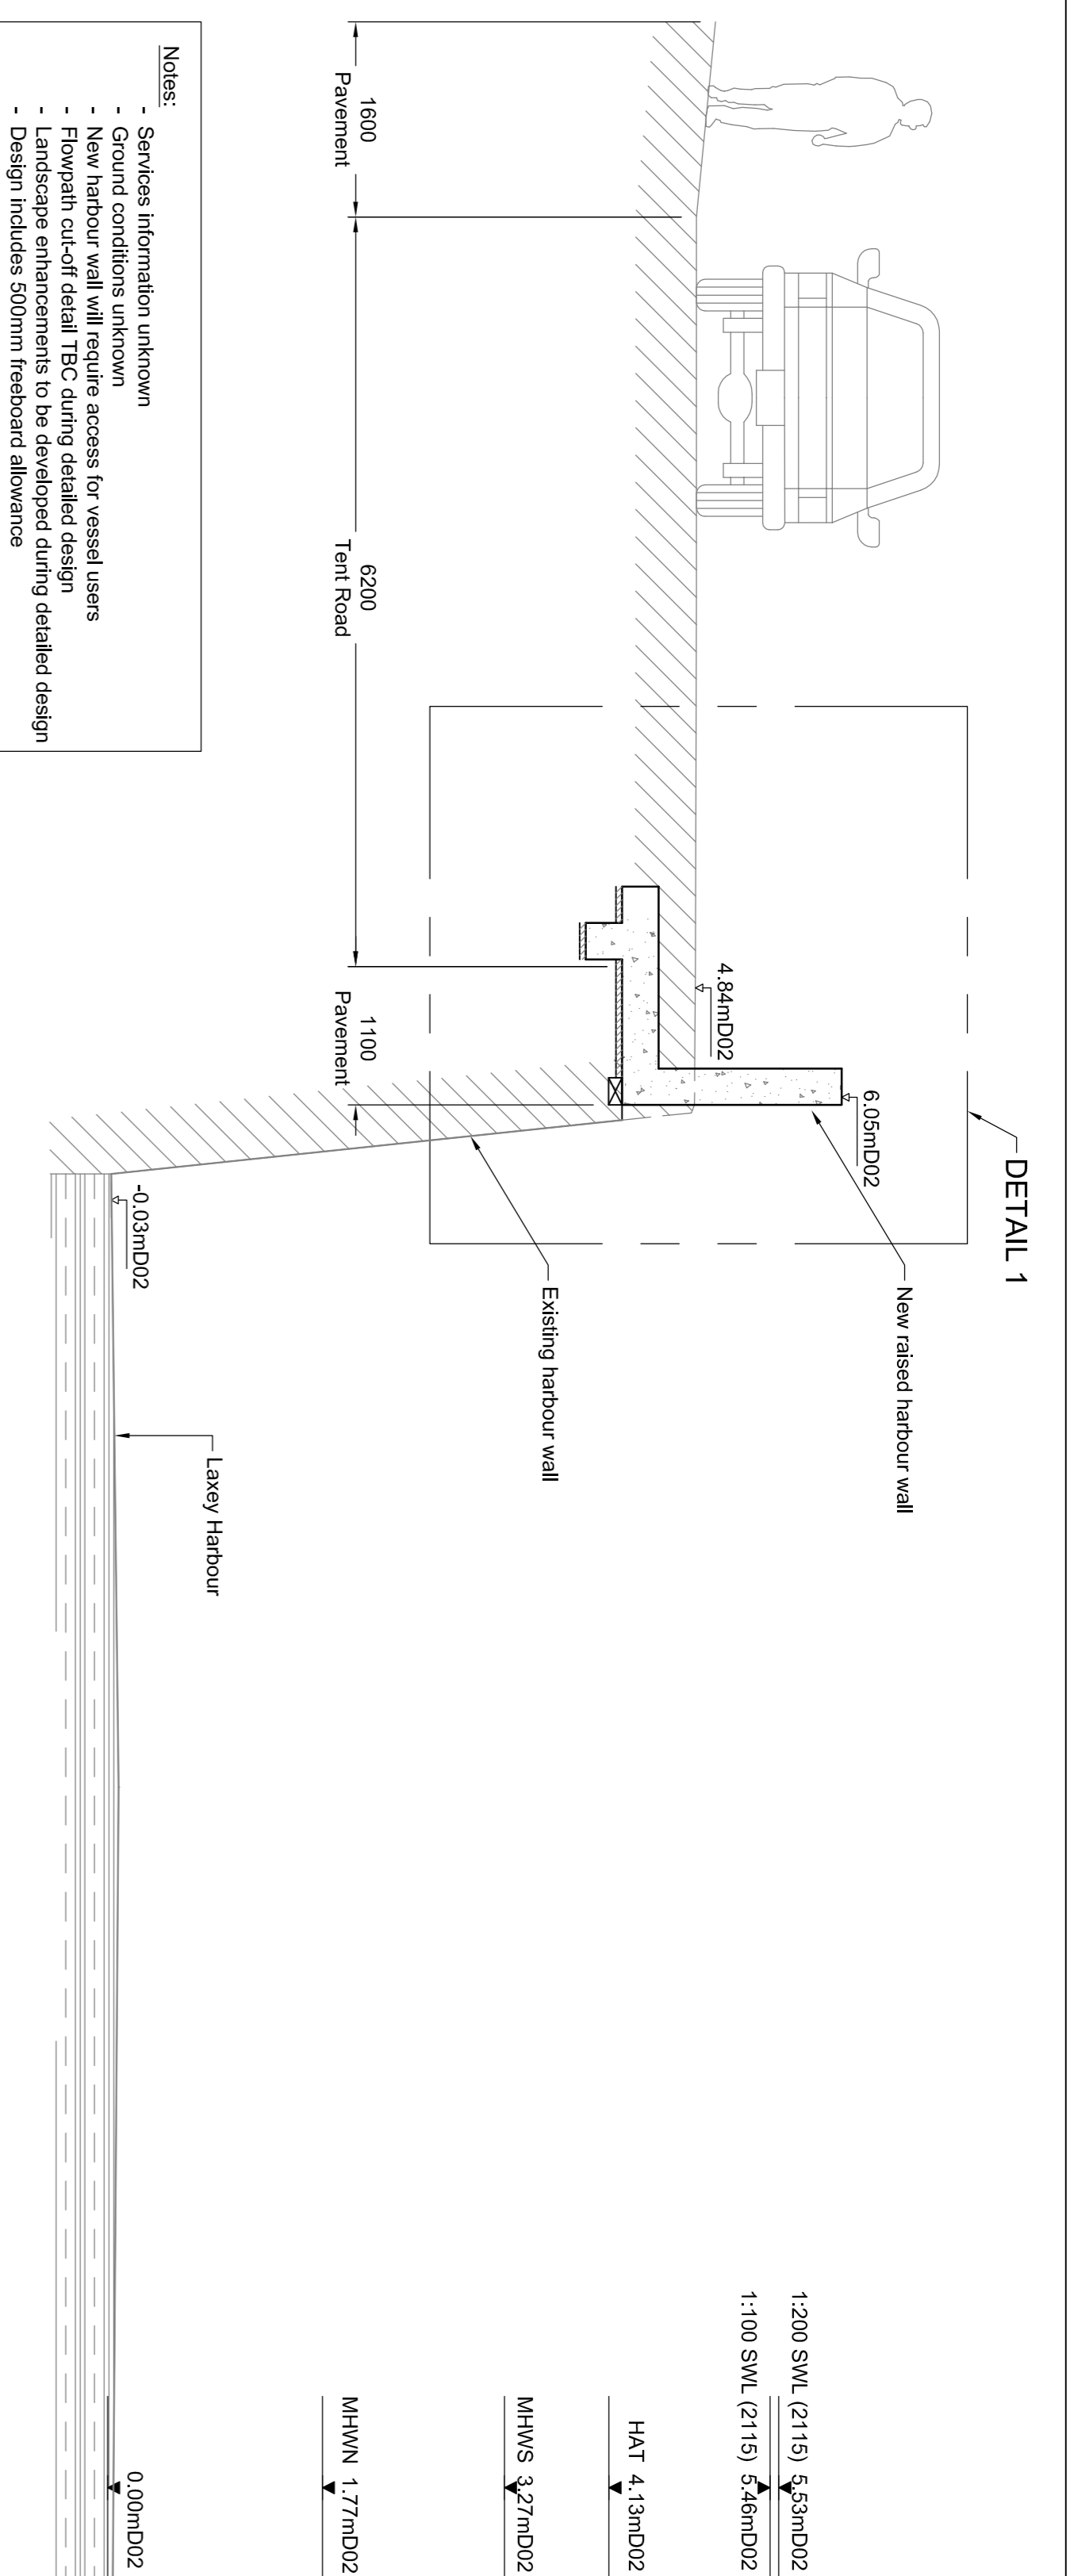 DETAIL 1
New raised harbour wall
6.05mD02
4.84mD02
Existing harbour wall
1:200 SWL (2115) 5.53mD02
1:100 SWL (2115) 5.46mD02
HAT 4.13mD02
MHWS 3.27mD02
MHWN 1.77mD02
0.00mD02
1600
Pavement
6200
Tent Road
1100
Pavement
Laxey Harbour
-0.03mD02
Notes:
- Services information unknown
- Ground conditions unknown
- New harbour wall will require access for vessel users
- Flowpath cut-off detail TBC during detailed design
- Landscape enhancements to be developed during detailed design
- Design includes 500mm freeboard allowance